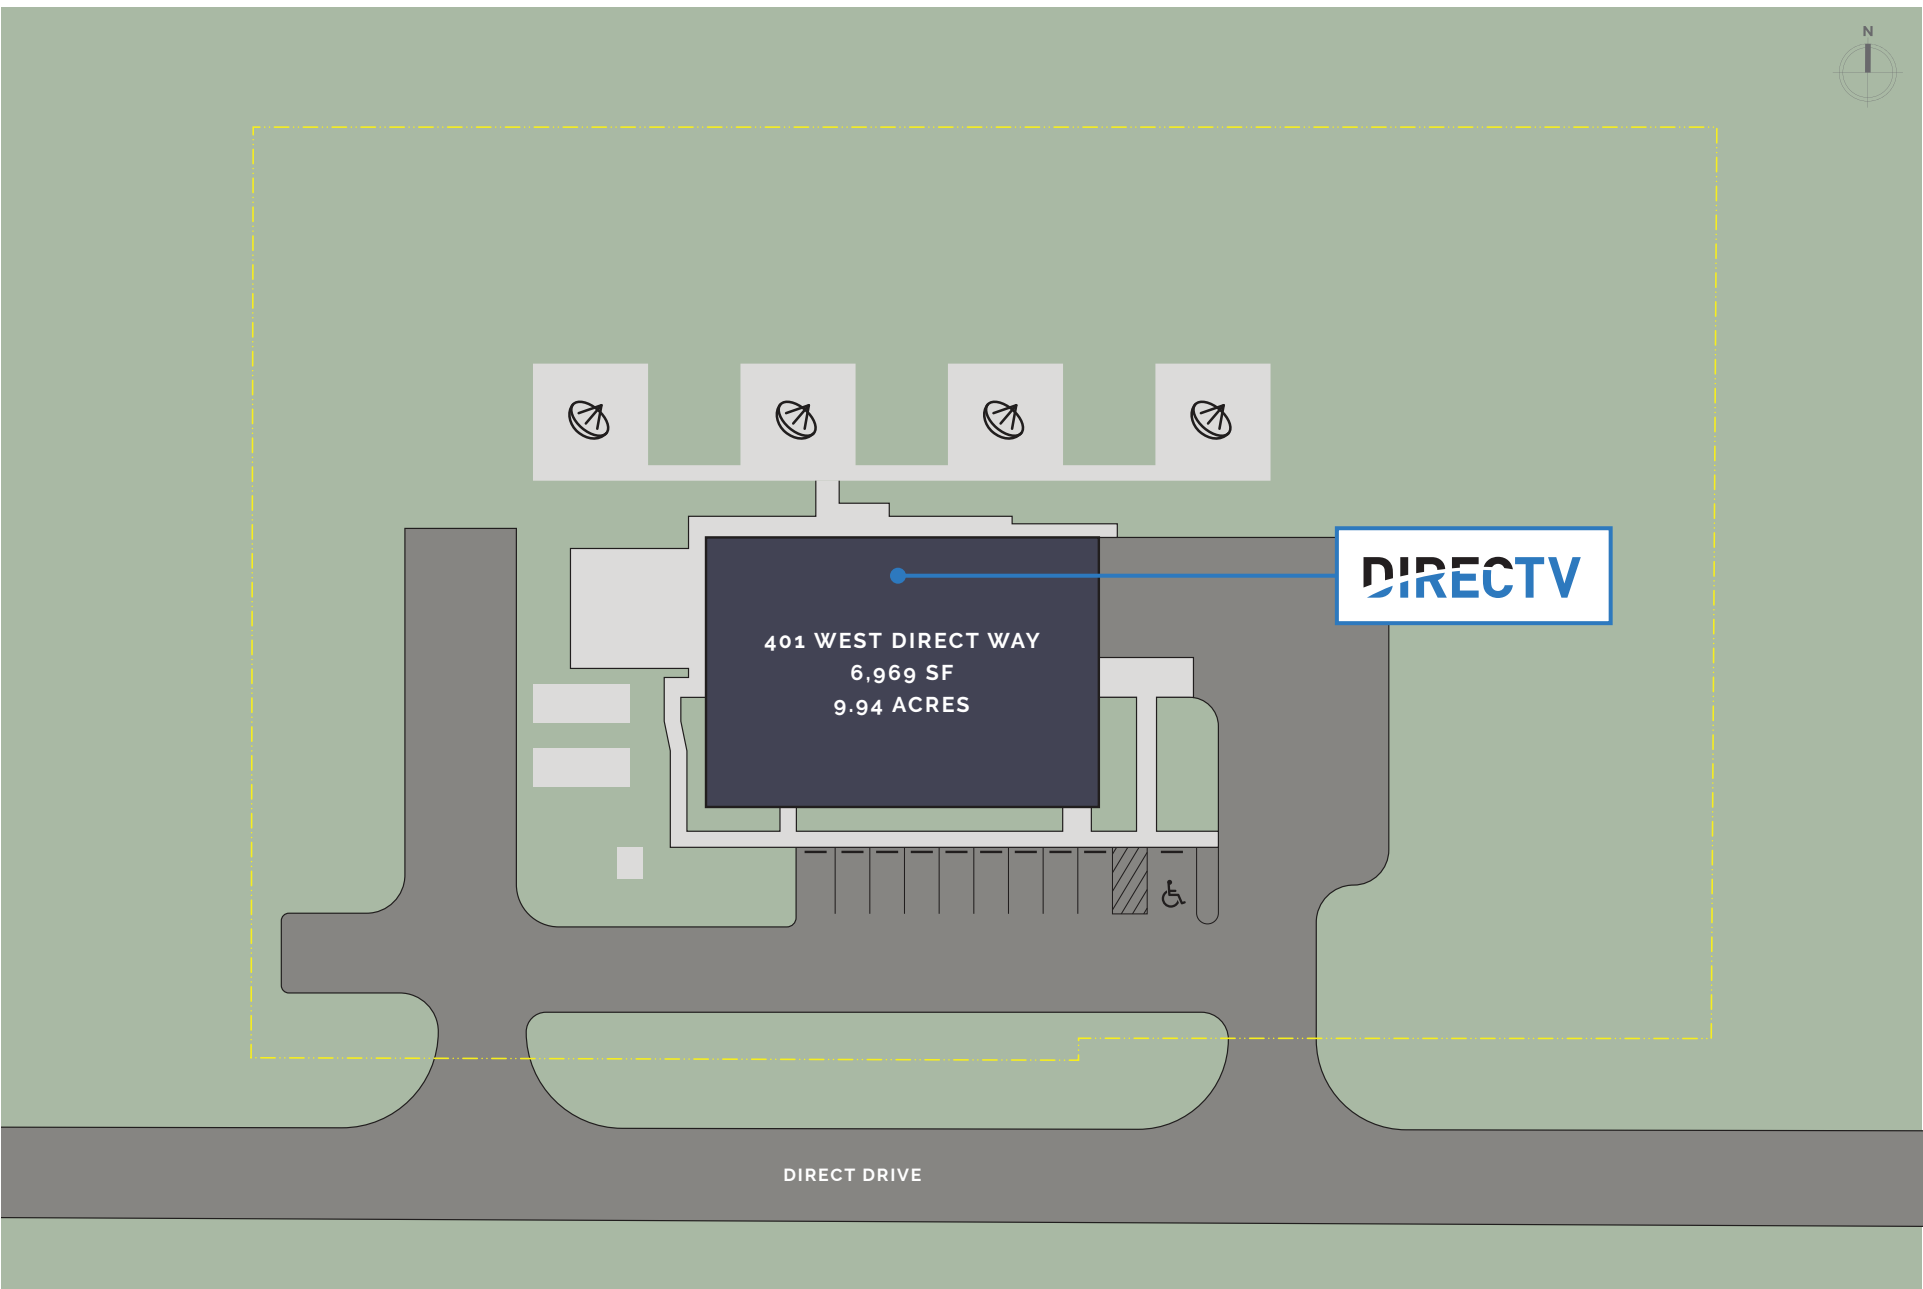 N
DIRECTV
401 WEST DIRECT WAY
6,969 SF
9.94 ACRES
DIRECT DRIVE